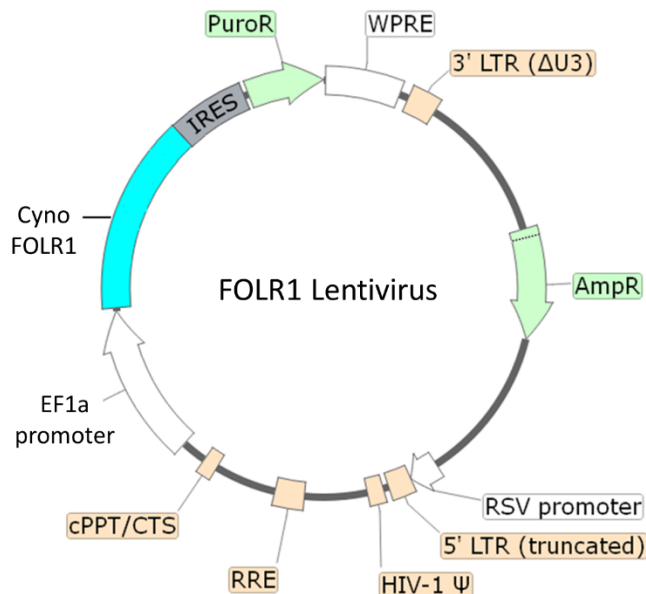 PuroR
WPRE
3' LTR (ΔU3)
IRES
Cyno
FOLR1
FOLR1 Lentivirus
AmpR
EF1a
promoter
RSV promoter
cPPT/CTS
5' LTR (truncated)
RRE
HIV-1 Ψ